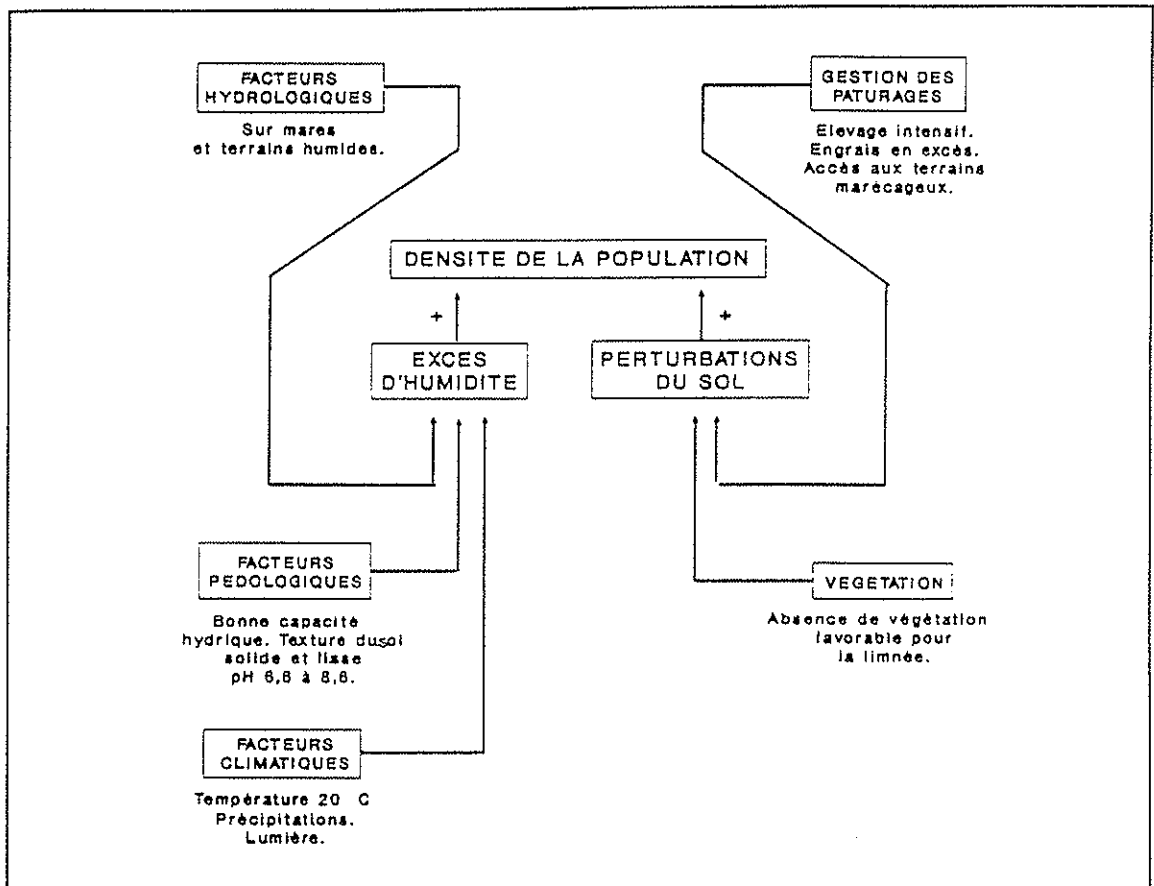 FACTEURS
HYDROLOGIQUES
Sur mares
et terrains humides.
GESTION DES
PATURAGES
Elevage intensif.
Engrais en excès.
Accès aux terrains
marécageux.
DENSITE DE LA POPULATION
+
+
EXCES
D'HUMIDITE
PERTURBATIONS
DU SOL
FACTEURS
PEDOLOGIQUES
Bonne capacité
hydrique. Texture dusol
solide et lisse
pH 6,6 à 8,6.
VEGETATION
Absence de végétation
favorable pour
la limnée.
FACTEURS
CLIMATIQUES
Température 20 C
Précipitations.
Lumière.